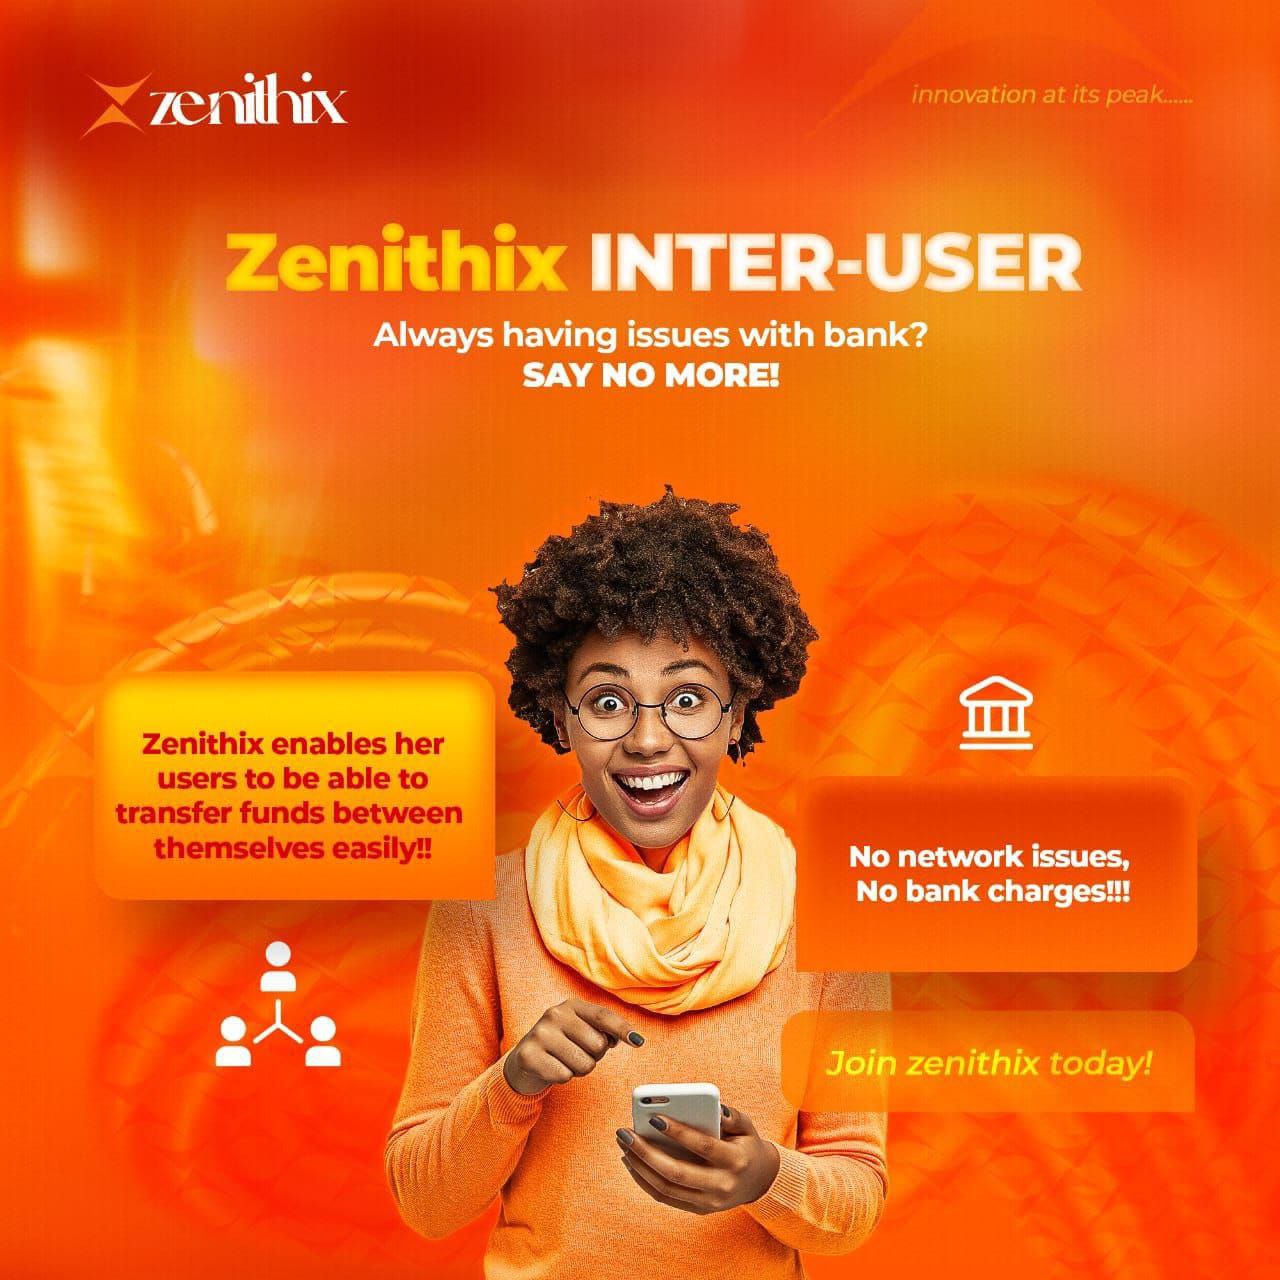 zenithix
innovation at its peak......
Zenithix INTER-USER
Always having issues with bank?
SAY NO MORE!
Zenithix enables her
users to be able to
transfer funds between
themselves easily!!
No network issues,
No bank charges!!!
Join zenithix today!